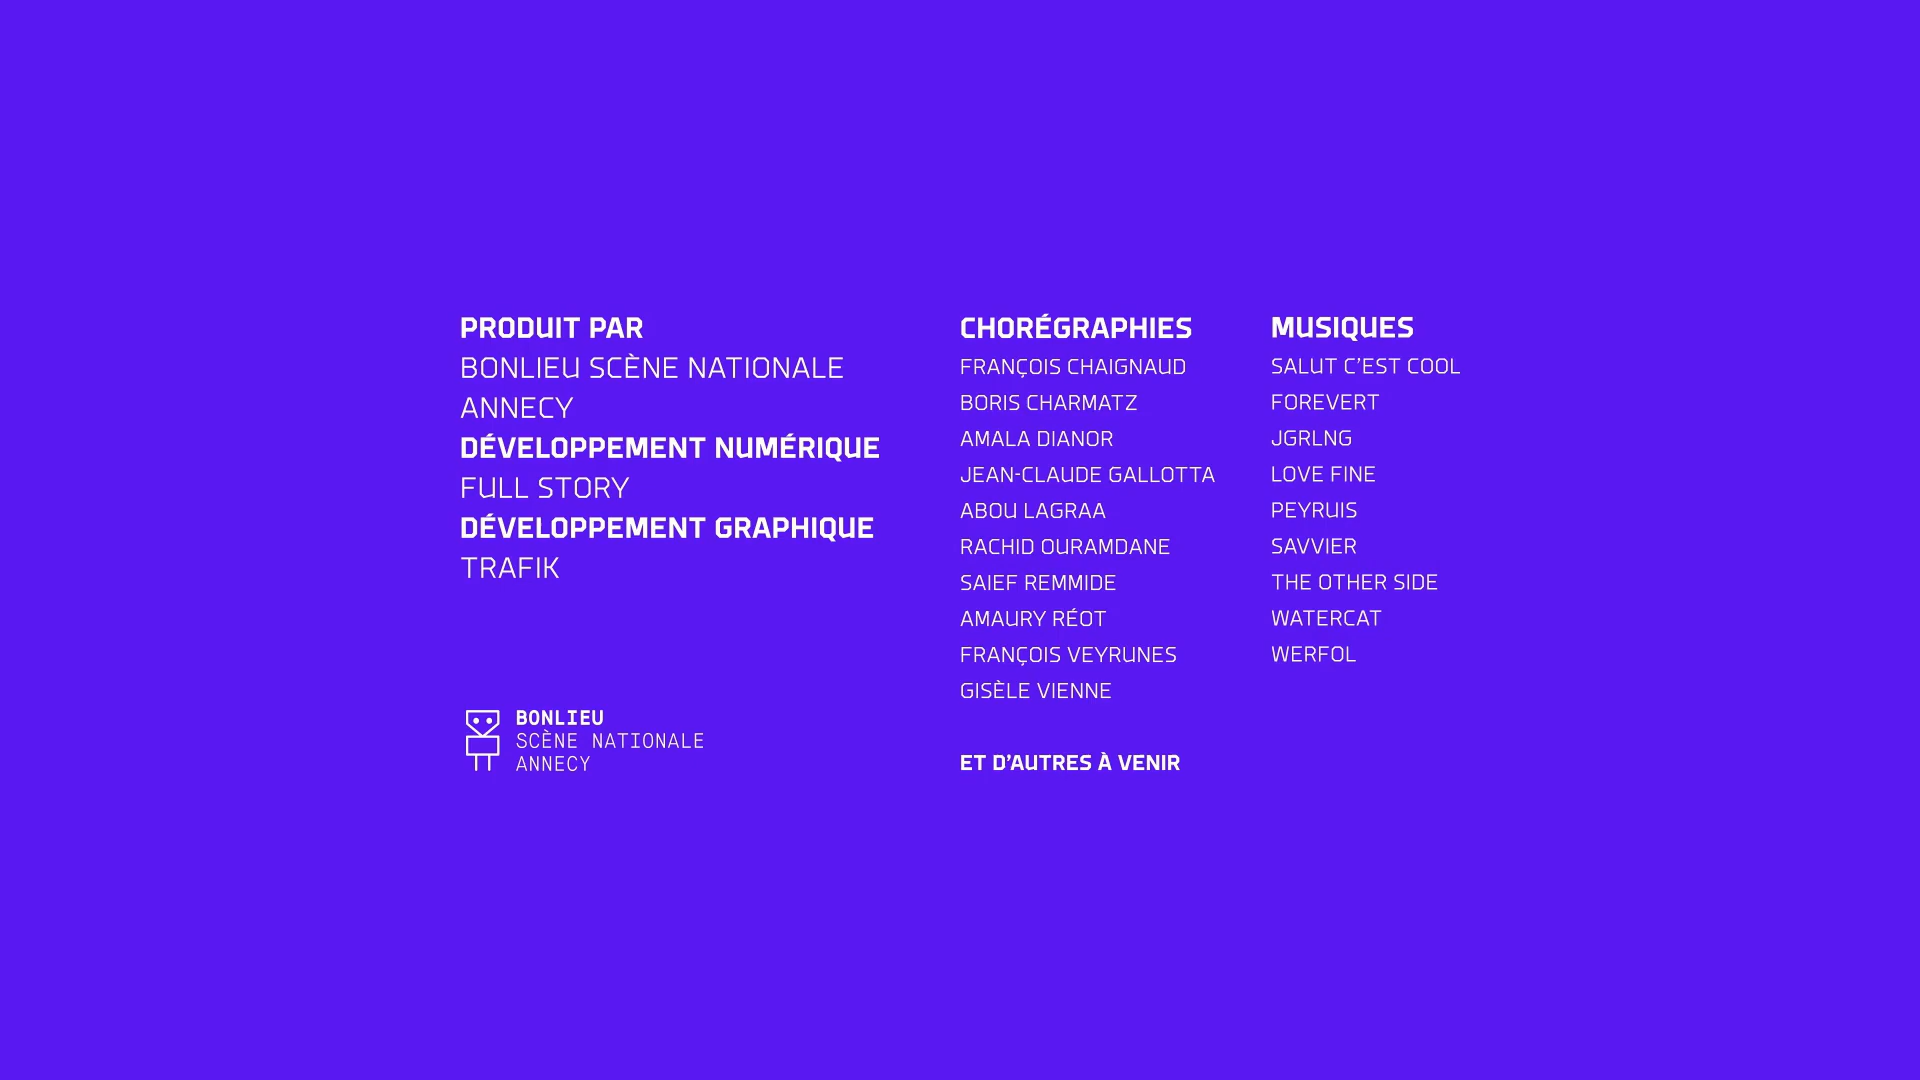 PRODUIT PAR
BONLIEU SCÈNE NATIONALE
ANNECY
DÉVELOPPEMENT NUMÉRIQUE
FULL STORY
DÉVELOPPEMENT GRAPHIQUE
TRAFIK
BONLIEU
SCÈNE NATIONALE
ANNECY
CHORÉGRAPHIES
FRANÇOIS CHAIGNAUD
BORIS CHARMATZ
AMALA DIANOR
JEAN-CLAUDE GALLOTTA
ABOU LAGRAA
RACHID OURAMDANE
SAIEF REMMIDE
AMAURY RÉOT
FRANÇOIS VEYRUNES
GISÈLE VIENNE
ET D’AUTRES À VENIR
MUSIQUES
SALUT C’EST COOL
FOREVERT
JGRLNG
LOVE FINE
PEYRUIS
SAVVIER
THE OTHER SIDE
WATERCAT
WERFOL